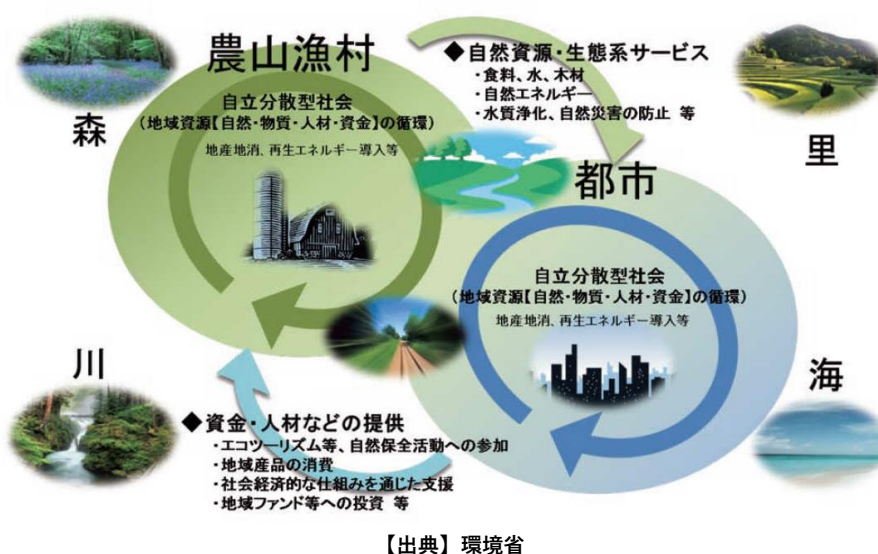 農山漁村
自立分散型社会
(地域資源【自然・物質・人材・資金】の循環)
地産地消、再生エネルギー導入等
◆自然資源・生態系サービス
・食料、水、木材
・自然エネルギー
・水質浄化、自然災害の防止 等
森
里
都市
自立分散型社会
(地域資源【自然・物質・人材・資金】の循環)
地産地消、再生エネルギー導入等
川
海
◆資金・人材などの提供
・エコツーリズム等、自然保全活動への参加
・地域産品の消費
・社会経済的な仕組みを通じた支援
・地域ファンド等への投資 等
【出典】環境省